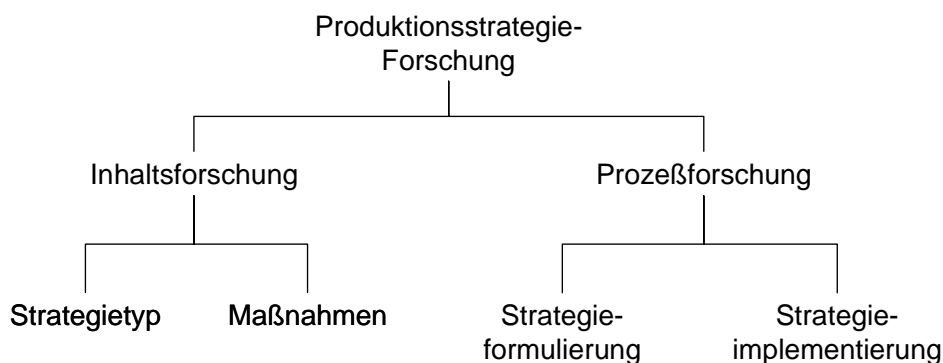 Produktionsstrategie-
Forschung
Inhaltsforschung
Prozeßforschung
Strategietyp
Maßnahmen
Strategie-
formulierung
Strategie-
implementierung